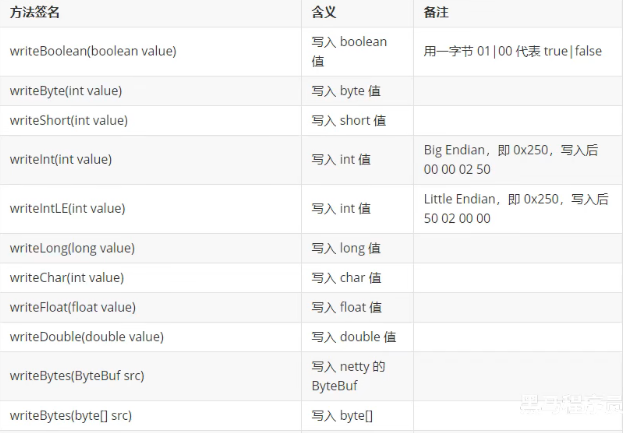 方法签名 含义 备注
writeBoolean(boolean value) 写入 boolean 值 用一字节 01|00 代表 true|false
writeByte(int value) 写入 byte 值
writeShort(int value) 写入 short 值
writeInt(int value) 写入 int 值 Big Endian，即 0x250，写入后 00 00 02 50
writeIntLE(int value) 写入 int 值 Little Endian，即 0x250，写入后 50 02 00 00
writeLong(long value) 写入 long 值
writeChar(int value) 写入 char 值
writeFloat(float value) 写入 float 值
writeDouble(double value) 写入 double 值
writeBytes(ByteBuf src) 写入 netty 的 ByteBuf
writeBytes(byte[] src) 写入 byte[]